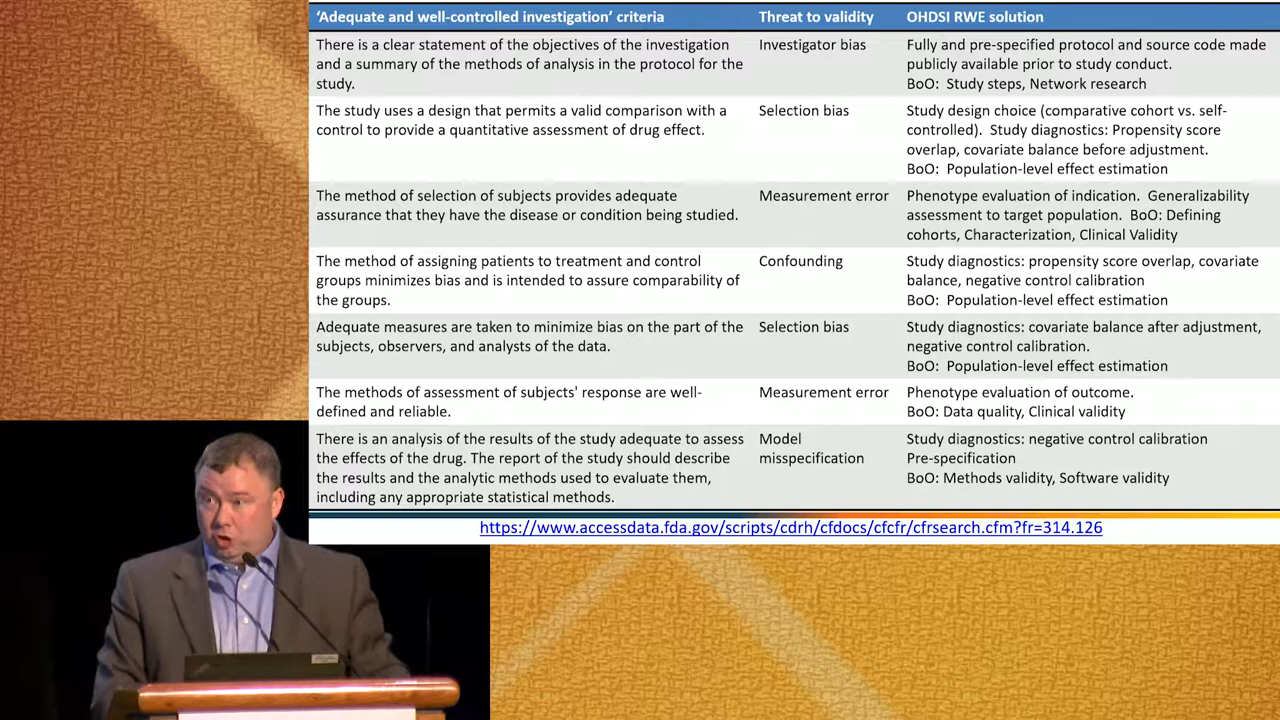 'Adequate and well-controlled investigation' criteria
Threat to validity
OHDSI RWE solution
There is a clear statement of the objectives of the investigation
and a summary of the methods of analysis in the protocol for the
study.
Investigator bias
Fully and pre-specified protocol and source code made
publicly available prior to study conduct.
BoO: Study steps, Network research
The study uses a design that permits a valid comparison with a
control to provide a quantitative assessment of drug effect.
Selection bias
Study design choice (comparative cohort vs. self-
controlled). Study diagnostics: Propensity score
overlap, covariate balance before adjustment.
BoO: Population-level effect estimation
The method of selection of subjects provides adequate
assurance that they have the disease or condition being studied.
Measurement error
Phenotype evaluation of indication. Generalizability
assessment to target population. BoO: Defining
cohorts, Characterization, Clinical Validity
The method of assigning patients to treatment and control
groups minimizes bias and is intended to assure comparability of
the groups.
Confounding
Study diagnostics: propensity score overlap, covariate
balance, negative control calibration
BoO: Population-level effect estimation
Adequate measures are taken to minimize bias on the part of the
subjects, observers, and analysts of the data.
Selection bias
Study diagnostics: covariate balance after adjustment,
negative control calibration.
BoO: Population-level effect estimation
The methods of assessment of subjects' response are well-
defined and reliable.
Measurement error
Phenotype evaluation of outcome.
BoO: Data quality, Clinical validity
There is an analysis of the results of the study adequate to assess
the effects of the drug. The report of the study should describe
the results and the analytic methods used to evaluate them,
including any appropriate statistical methods.
Model
misspecification
Study diagnostics: negative control calibration
Pre-specification
BoO: Methods validity, Software validity
https://www.accessdata.fda.gov/scripts/cdrh/cfdocs/cfcfr/cfrsearch.cfm?fr=314.126